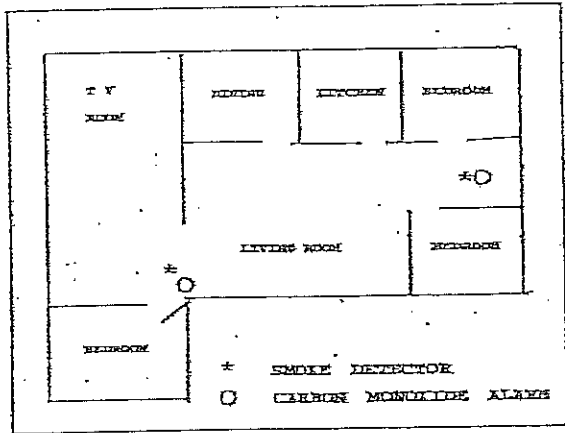 T V
ROOM
DINING
KITCHEN
BEDROOM
*
LIVING ROOM
BEDROOM
*
BEDROOM
* SMOKE DETECTOR
CARBON MONOXIDE ALARM